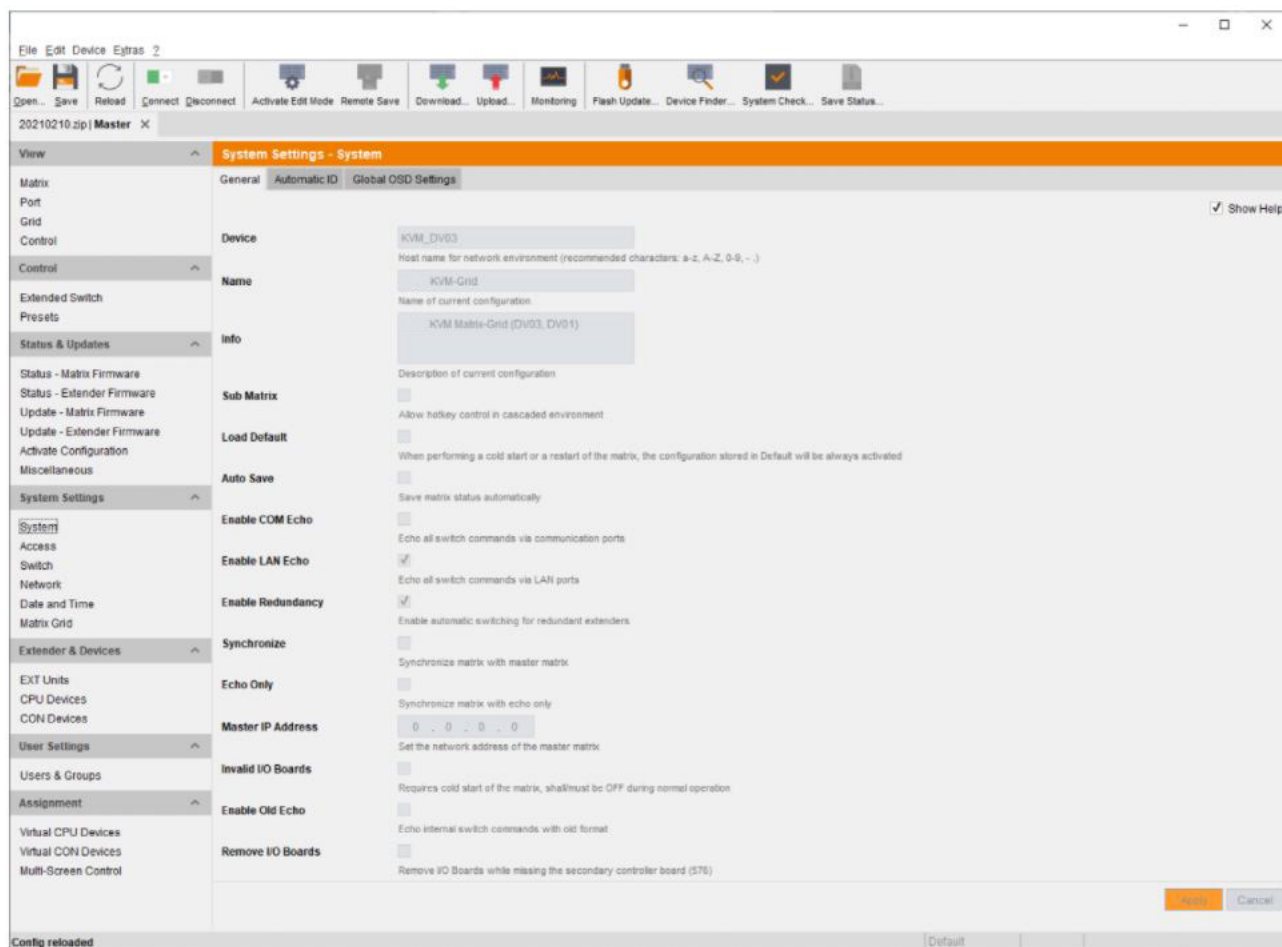 File Edit Device Extras ?
Open... Save Reload Connect Disconnect Activate Edit Mode Remote Save Download... Upload... Monitoring Flash Update... Device Finder... System Check... Save Status...
20210210.zip | Master X
View
Matrix
Port
Grid
Control
Control
Extended Switch
Presets
Status & Updates
Status - Matrix Firmware
Status - Extender Firmware
Update - Matrix Firmware
Update - Extender Firmware
Activate Configuration
Miscellaneous
System Settings
System
Access
Switch
Network
Date and Time
Matrix Grid
Extender & Devices
EXT Units
CPU Devices
CON Devices
User Settings
Users & Groups
Assignment
Virtual CPU Devices
Virtual CON Devices
Multi-Screen Control
System Settings - System
General Automatic ID Global OSD Settings
Show Help
Device KVM_DV03
Host name for network environment (recommended characters: a-z, A-Z, 0-9, - .)
Name KVM-Grid
Name of current configuration
Info KVM Matrix-Grid (DV03, DV01)
Description of current configuration
Sub Matrix
Allow hotkey control in cascaded environment
Load Default
When performing a cold start or a restart of the matrix, the configuration stored in Default will be always activated
Auto Save
Save matrix status automatically
Enable COM Echo
Echo all switch commands via communication ports
Enable LAN Echo
Echo all switch commands via LAN ports
Enable Redundancy
Enable automatic switching for redundant extenders
Synchronize
Synchronize matrix with master matrix
Echo Only
Synchronize matrix with echo only
Master IP Address 0 . 0 . 0 . 0
Set the network address of the master matrix
Invalid I/O Boards
Requires cold start of the matrix, shall/must be OFF during normal operation
Enable Old Echo
Echo internal switch commands with old format
Remove I/O Boards
Remove I/O Boards while missing the secondary controller board (576)
Apply Cancel
Config reloaded Default